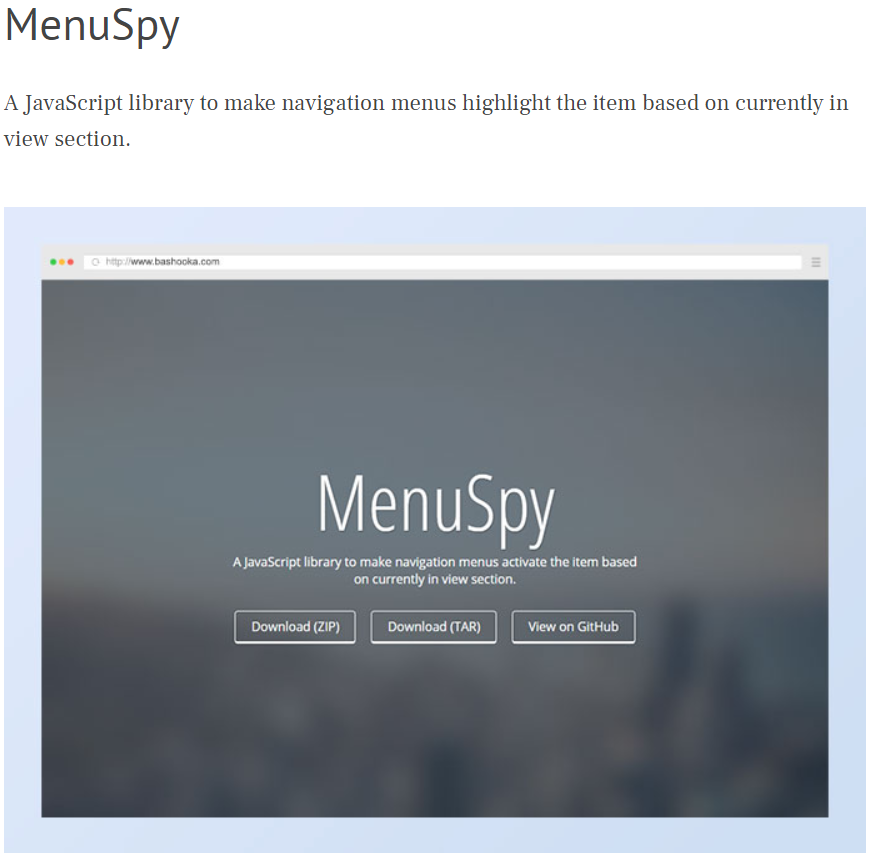 MenuSpy
A JavaScript library to make navigation menus highlight the item based on currently in
view section.
http://www.bashooka.com
MenuSpy
A JavaScript library to make navigation menus activate the item based
on currently in view section.
Download (ZIP) Download (TAR) View on GitHub